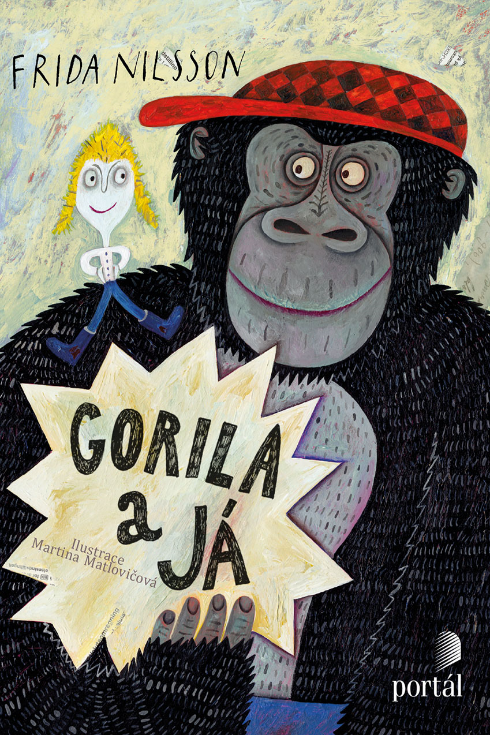 FRIDA NILSSON
GORILA
a
JÁ
Ilustrace
Martina Matlovičová
portál